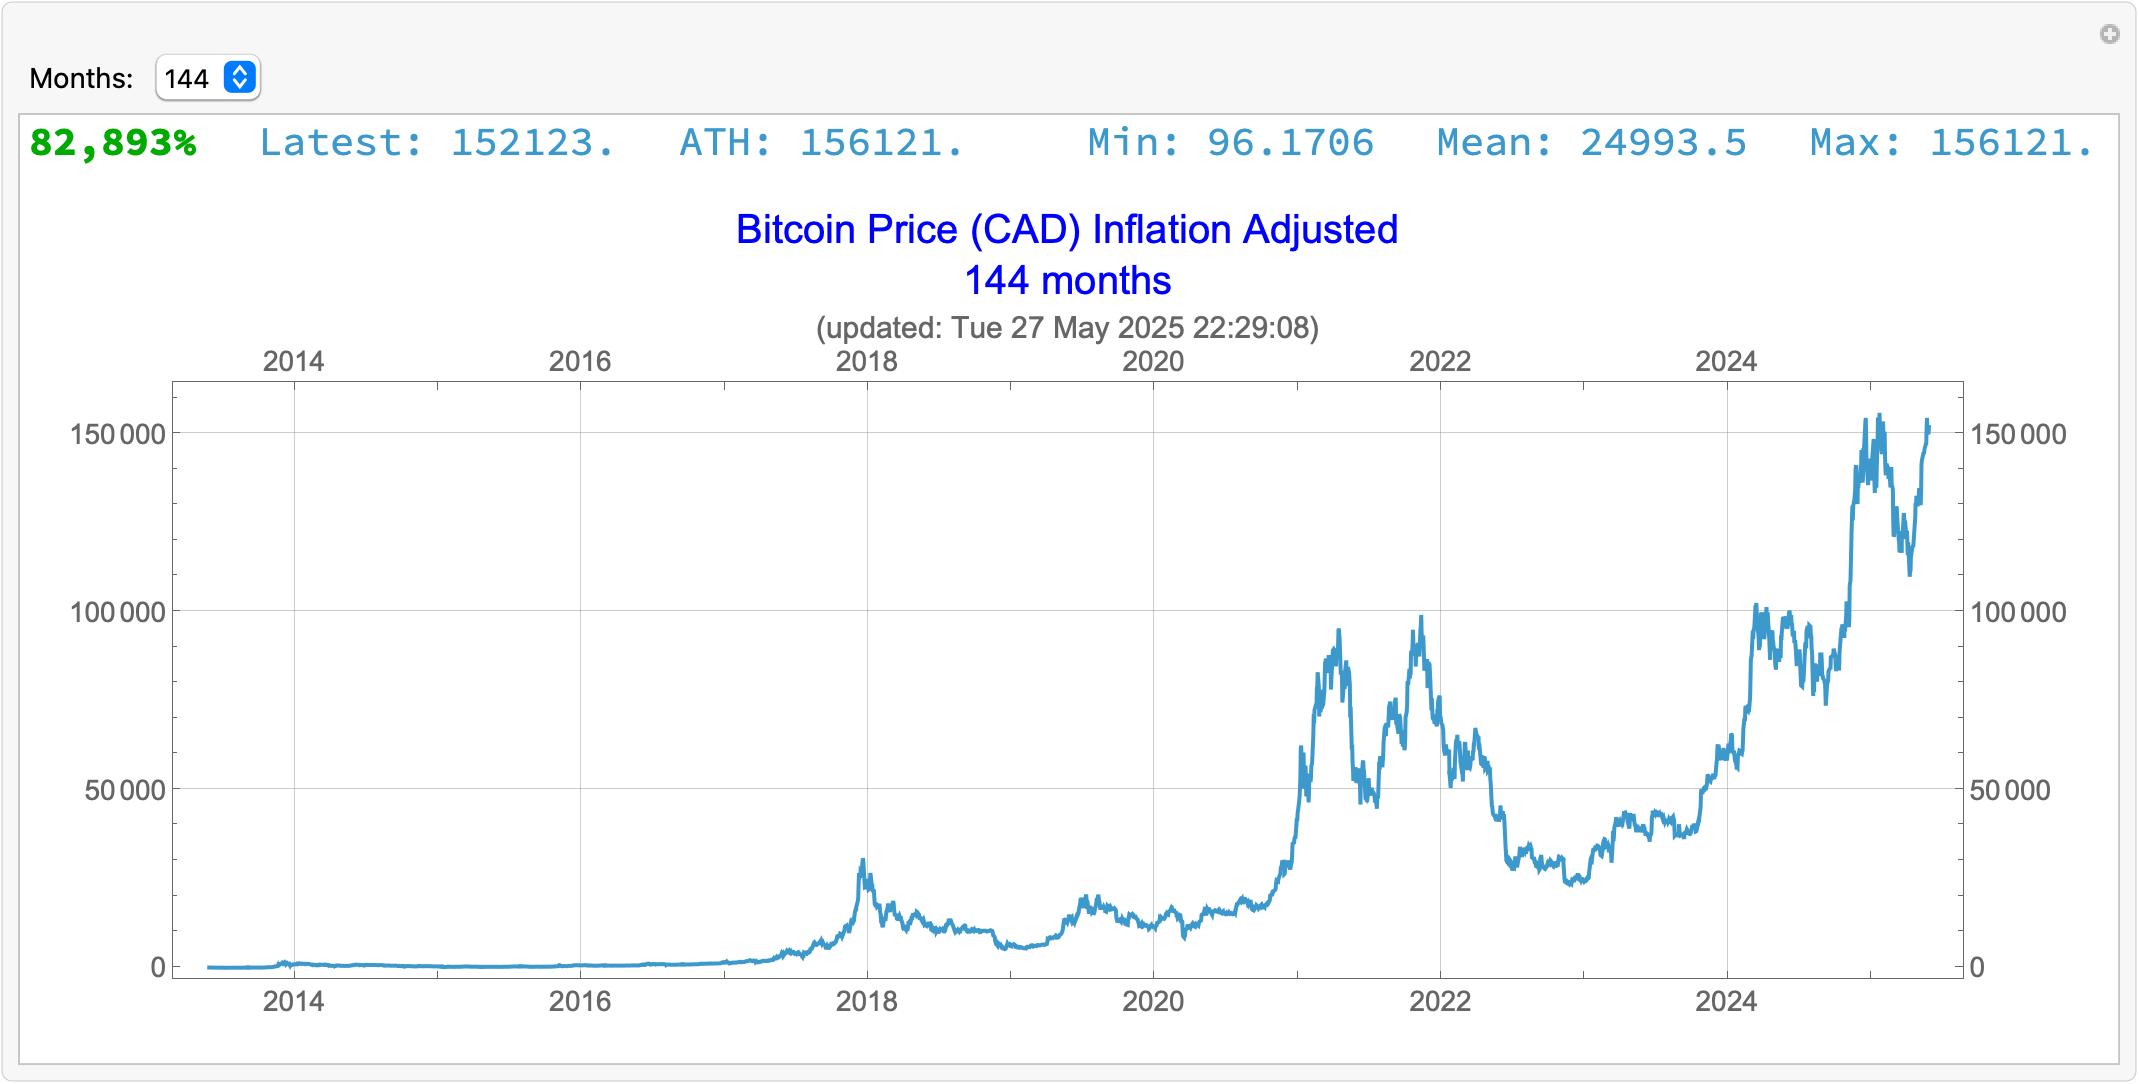 Months: 144
82,893% Latest: 152123. ATH: 156121. Min: 96.1706 Mean: 24993.5 Max: 156121.
Bitcoin Price (CAD) Inflation Adjusted
144 months
(updated: Tue 27 May 2025 22:29:08)
2014 2016 2018 2020 2022 2024
150 000 150 000
100 000 100 000
50 000 50 000
0 0
2014 2016 2018 2020 2022 2024